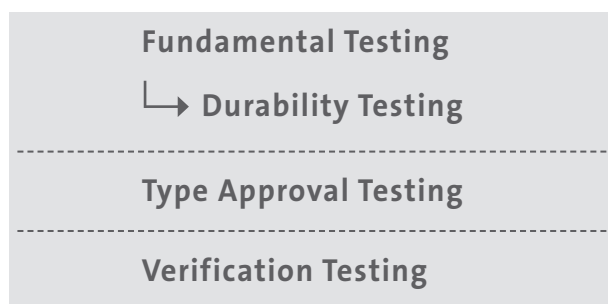 Fundamental Testing
Durability Testing
Type Approval Testing
Verification Testing